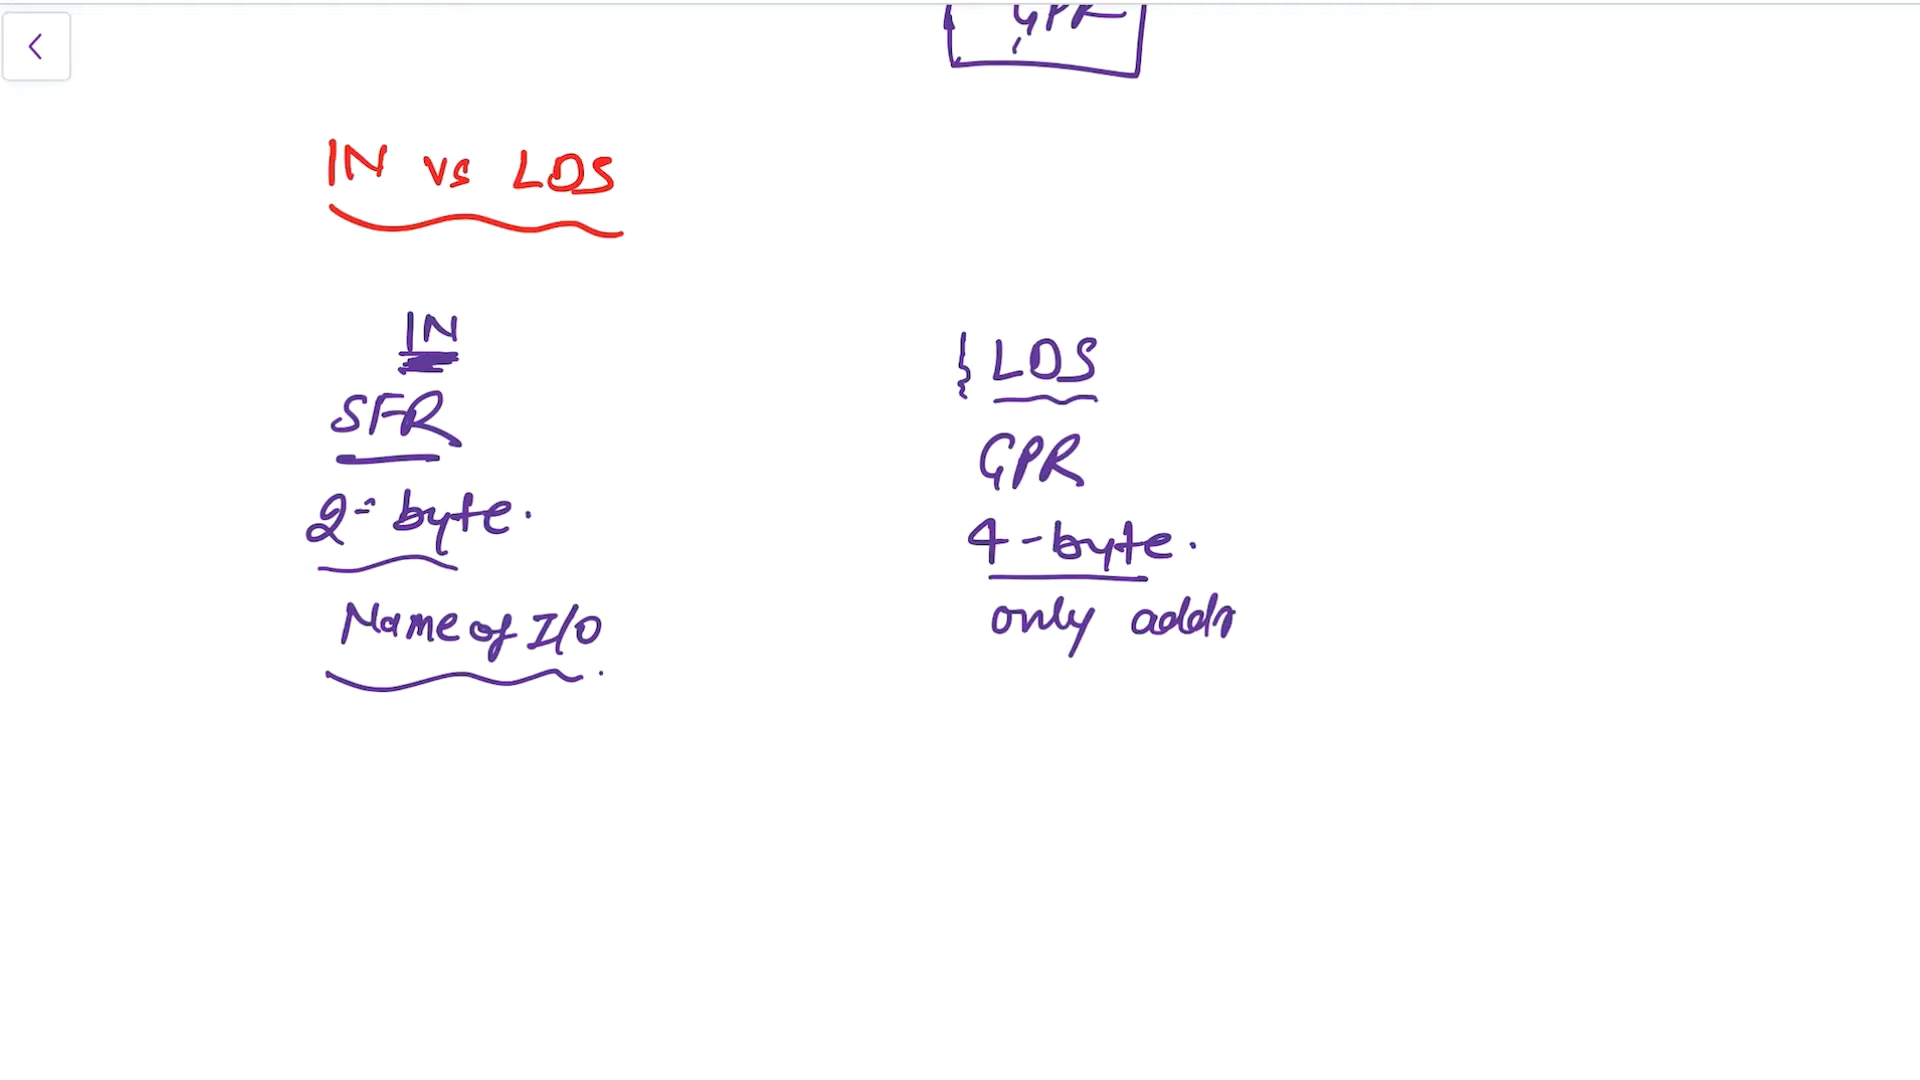 GPR
IN vs LDS
IN
SFR
2-byte.
Name of I/O
LDS
GPR
4-byte.
only addr